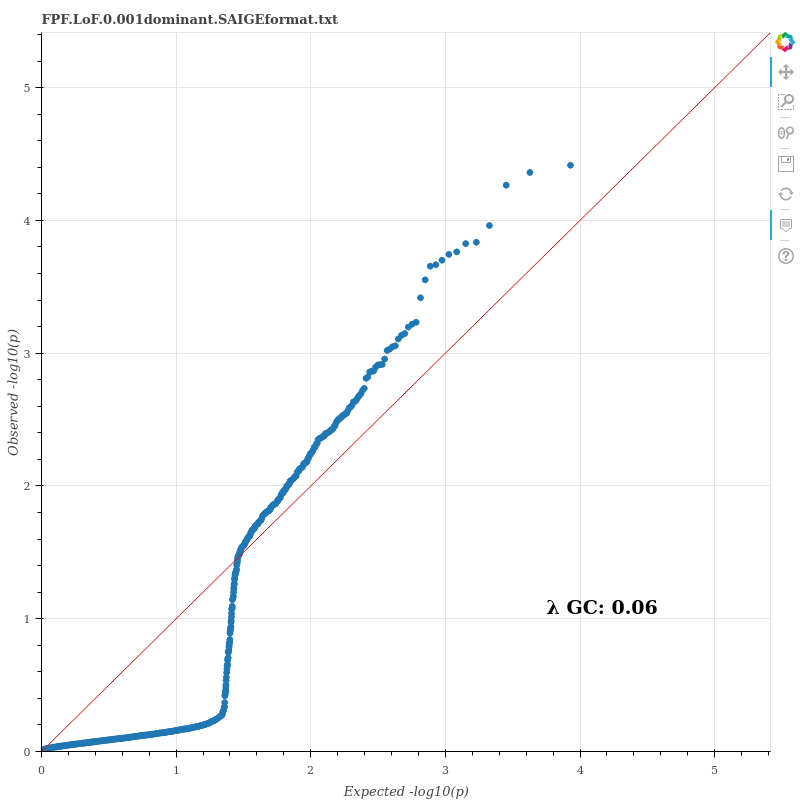 FPF.LoF.0.001dominant.SAIGEformat.txt
5
4
3
2
1
0
Observed -log10(p)
λ GC: 0.06
0 1 2 3 4 5
Expected -log10(p)